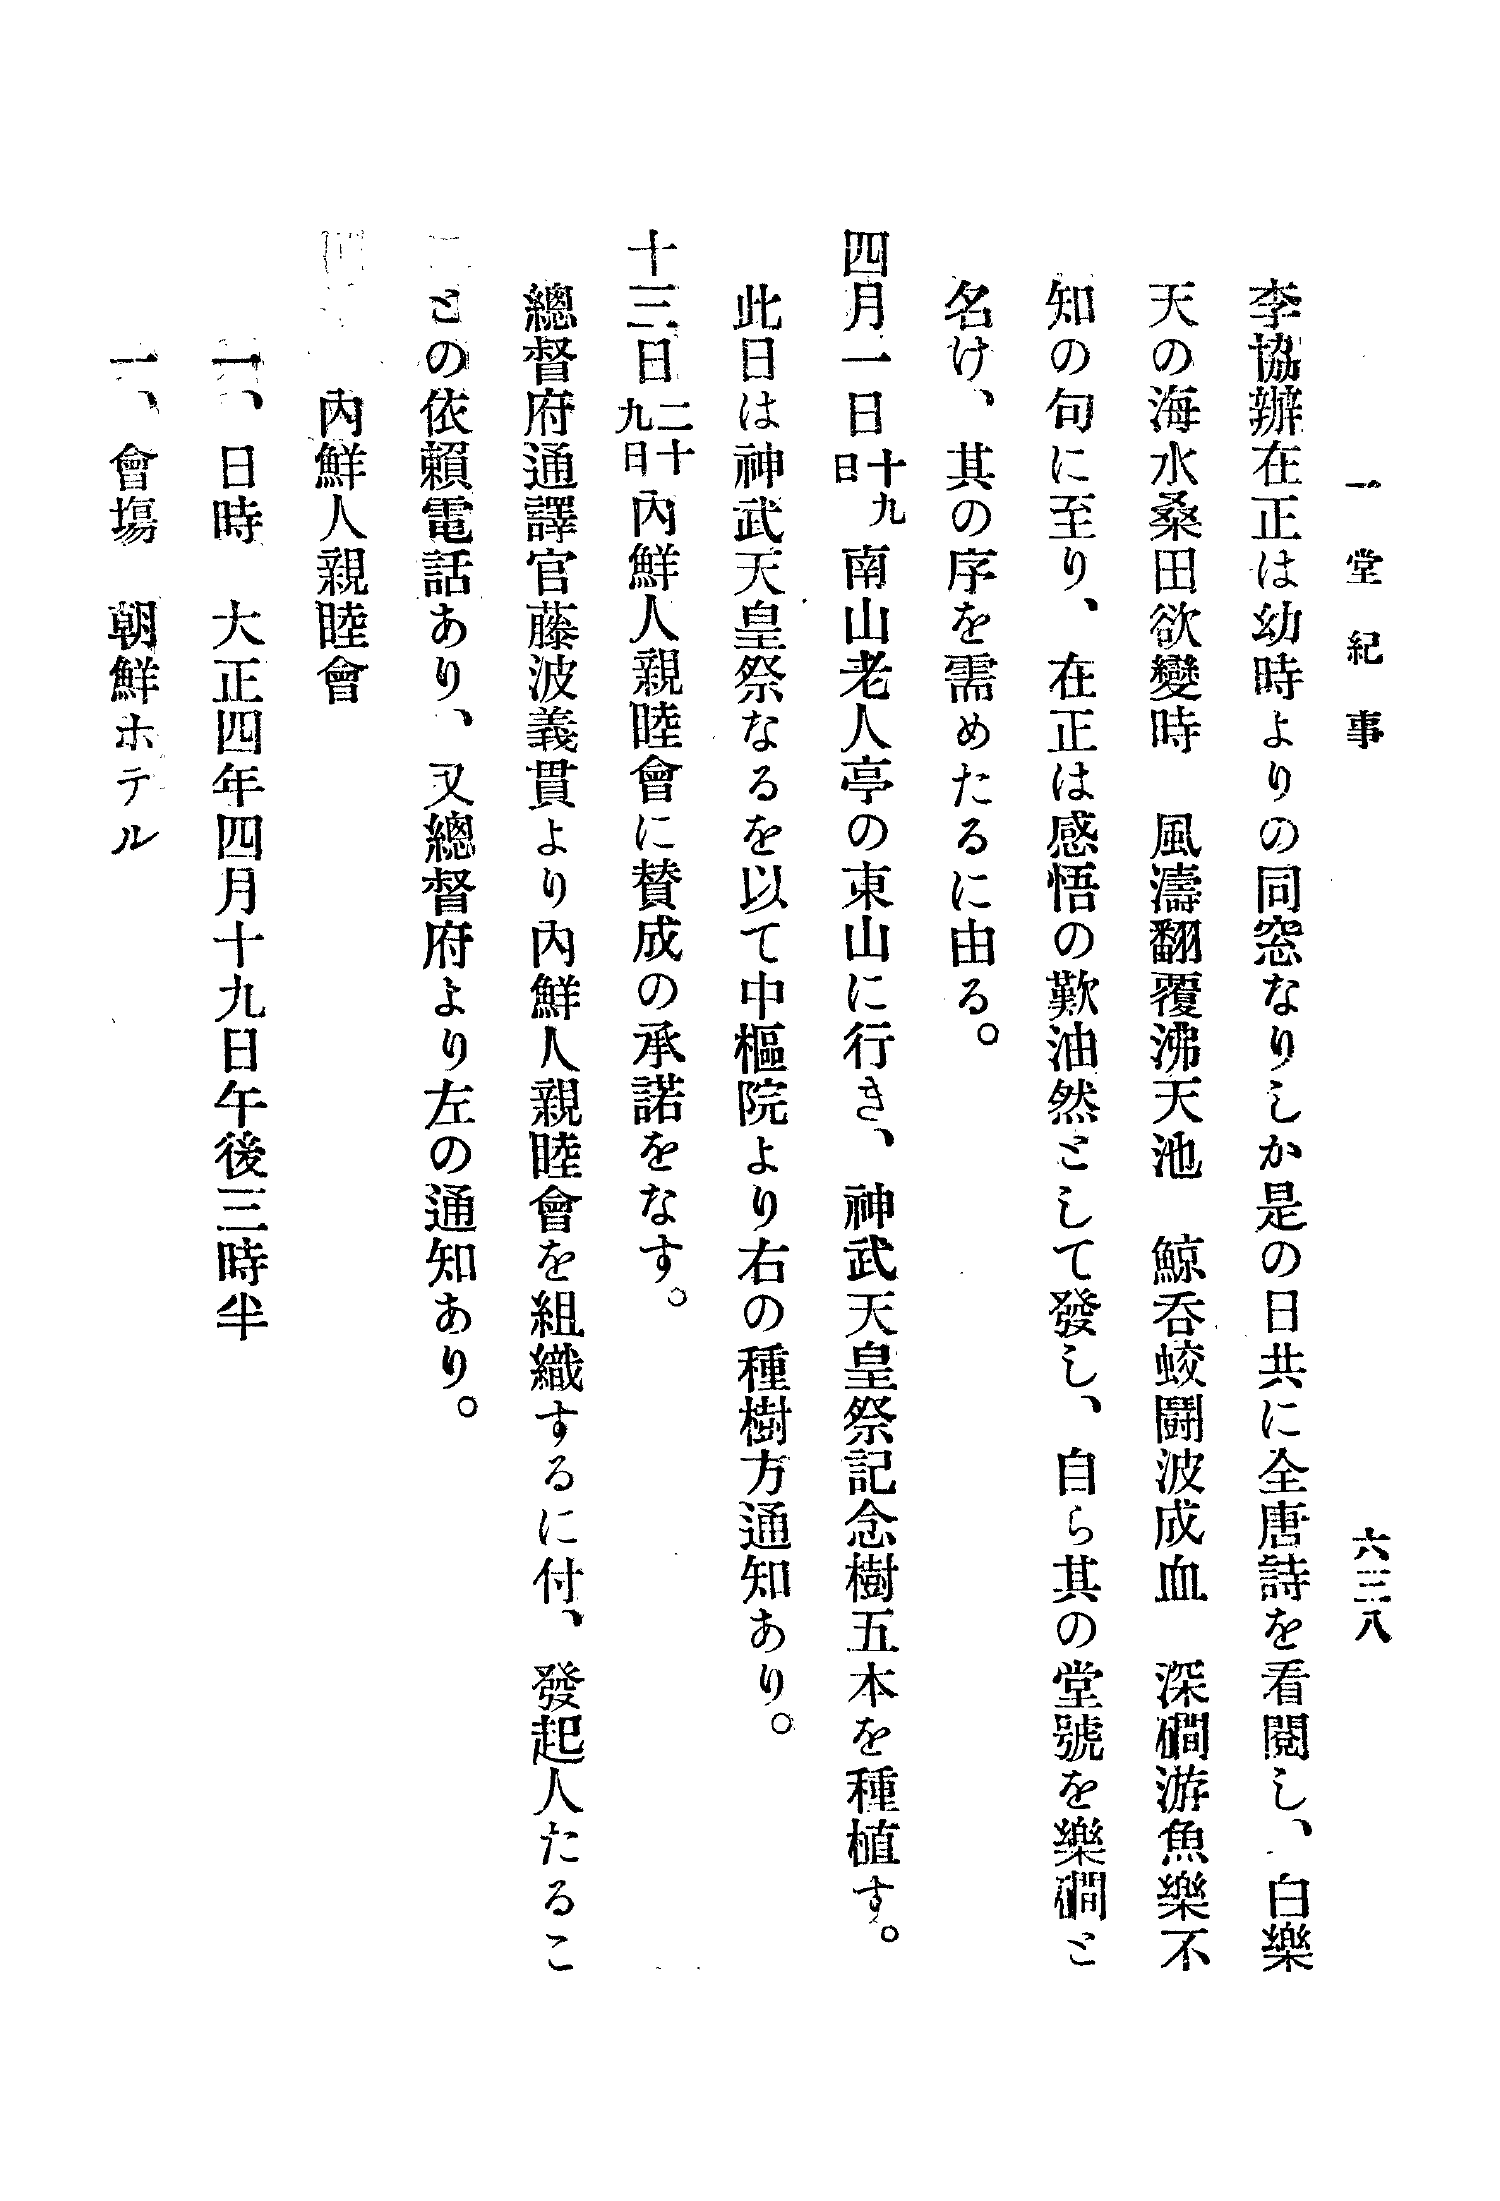 一堂紀事
六三八
李協辦在正は幼時よりの同窓なりしか是の日共に全唐詩を看閱し、白樂
天の海水桑田欲變時　風濤翻覆沸天池　鯨呑蛟鬪波成血　深磵游魚樂不
知の句に至り、在正は感悟の歎油然として發し、自ら其の堂號を樂磵と
名け、其の序を需めたるに由る。
四月一日十九日南山老人亭の東山に行き、神武天皇祭記念樹五本を種植す。
此日は神武天皇祭なるを以て中樞院より右の種樹方通知あり。
十三日二十九日內鮮人親睦會に賛成の承諾をなす。
總督府通譯官藤波義貫より內鮮人親睦會を組織するに付、發起人たるこ
との依賴電話あり、又總督府より左の通知あり。
內鮮人親睦會
一、日時　大正四年四月十九日午後三時半
一、會場　朝鮮ホテル